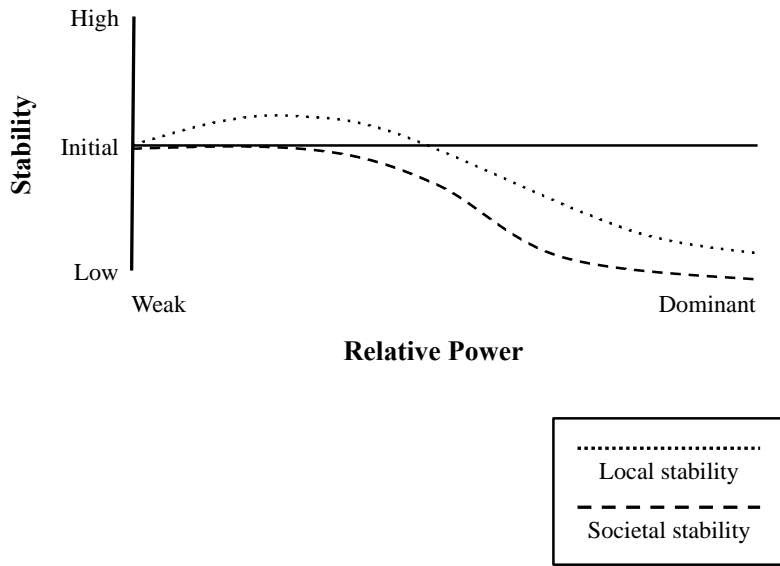 High
Stability
Initial
Low
Weak
Dominant
Relative Power
Local stability
Societal stability